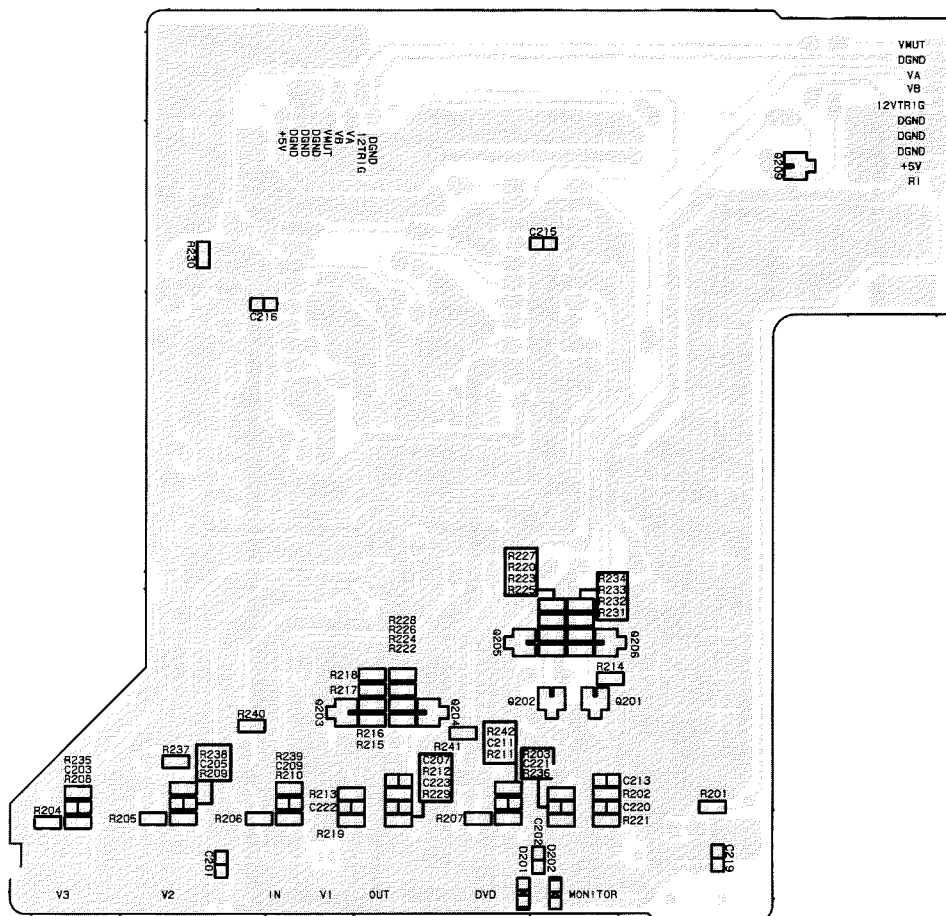 VMUT
DGND
VA
VB
12VTRIG
DGND
DGND
DGND
+5V
RI
+5V
DGND
DGND
DGND
VMUT
VB
VA
12TRIG
DGND
Q209
C215
R230
C216
R227
R220
R223
R225
R234
R233
R232
R231
R228
R226
R224
R222
Q205
Q206
R218
R214
R217
Q202
Q201
Q203
Q204
R240
R216
R215
R241
R242
C211
R211
R203
C221
R236
R237
R238
C205
R209
R235
C203
R208
R239
C209
R210
C207
R212
C223
R229
C213
R213
R202
R201
R204
C222
C220
R205
R206
R207
R219
R221
C201
C202
D201
D202
C219
V3
V2
IN
V1
OUT
DVD
MONITOR